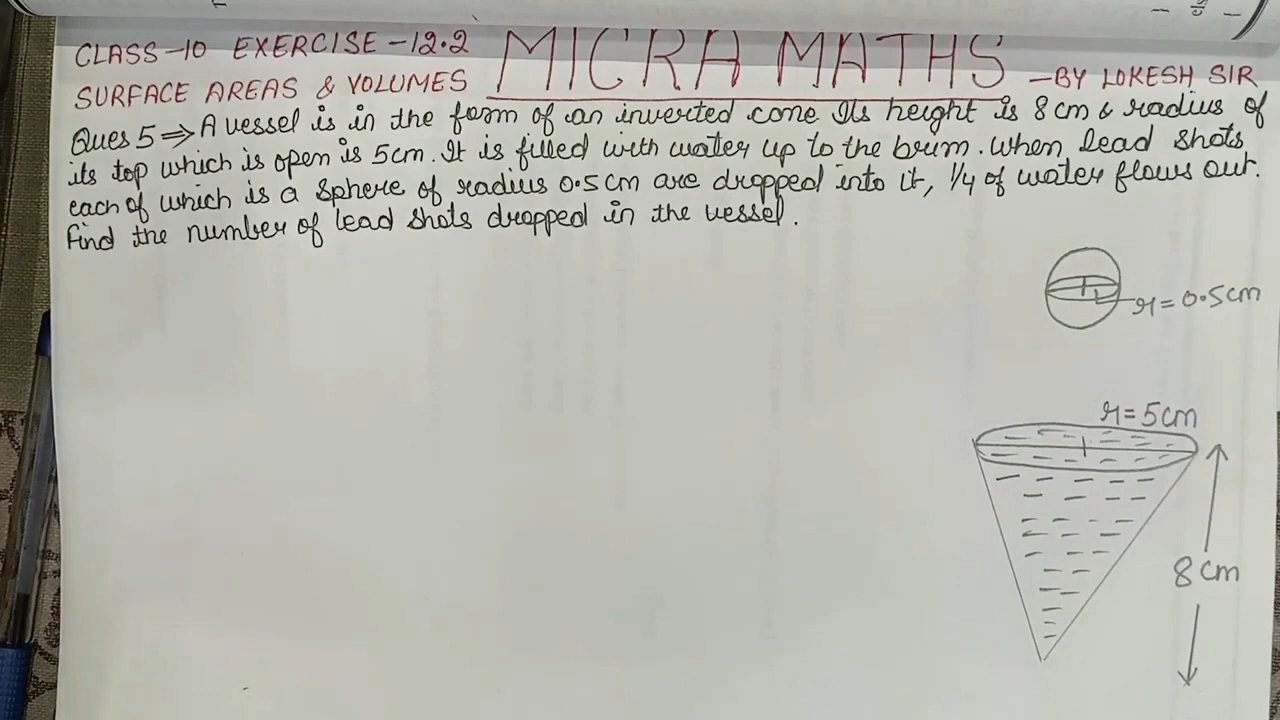 CLASS-10 EXERCISE-12.2
MICRA MATHS
SURFACE AREAS & VOLUMES
-BY LOKESH SIR
Ques 5 ⇒ A vessel is in the form of an inverted cone Its height is 8 cm & radius of
its top which is open is 5cm. It is filled with water up to the brim. When lead shots
each of which is a sphere of radius 0.5 cm are dropped into it, 1/4 of water flows out.
Find the number of lead shots dropped in the vessel.
r=0.5cm
r=5cm
8 cm